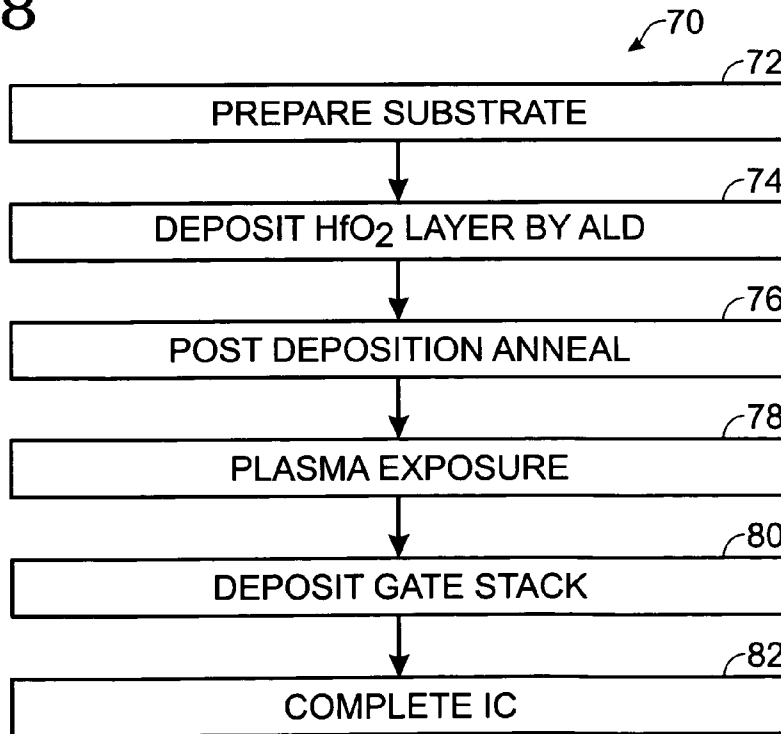 8
70
72
PREPARE SUBSTRATE
74
DEPOSIT HfO2 LAYER BY ALD
76
POST DEPOSITION ANNEAL
78
PLASMA EXPOSURE
80
DEPOSIT GATE STACK
82
COMPLETE IC